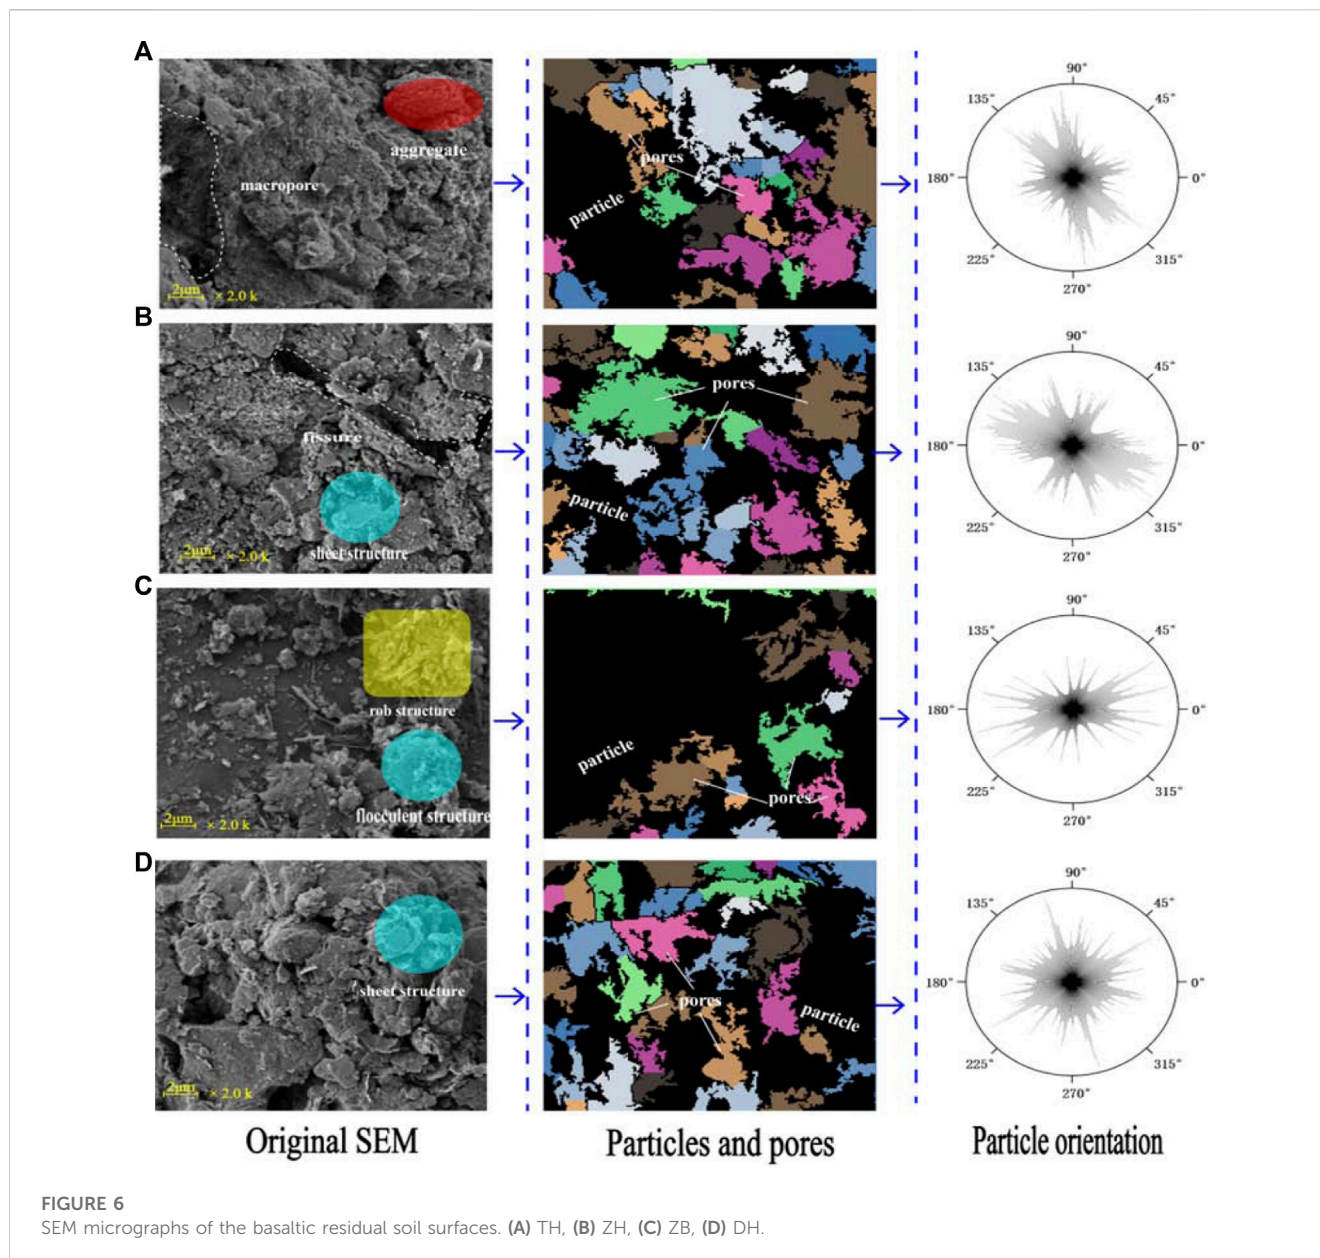 A
aggregate
macropore
2μm × 2.0 k
pores
particle
90°
135° 45°
180° 0°
225° 315°
270°
B
fissure
sheet structure
2μm × 2.0 k
pores
particle
90°
135° 45°
180° 0°
225° 315°
270°
C
rob structure
flocculent structure
2μm × 2.0 k
particle
pores
90°
135° 45°
180° 0°
225° 315°
270°
D
sheet structure
2μm × 2.0 k
pores
particle
90°
135° 45°
180° 0°
225° 315°
270°
Original SEM Particles and pores Particle orientation
FIGURE 6
SEM micrographs of the basaltic residual soil surfaces. (A) TH, (B) ZH, (C) ZB, (D) DH.